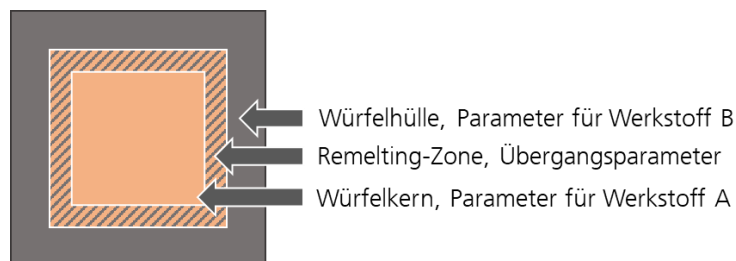 Würfelhülle, Parameter für Werkstoff B
Remelting-Zone, Übergangsparameter
Würfelkern, Parameter für Werkstoff A